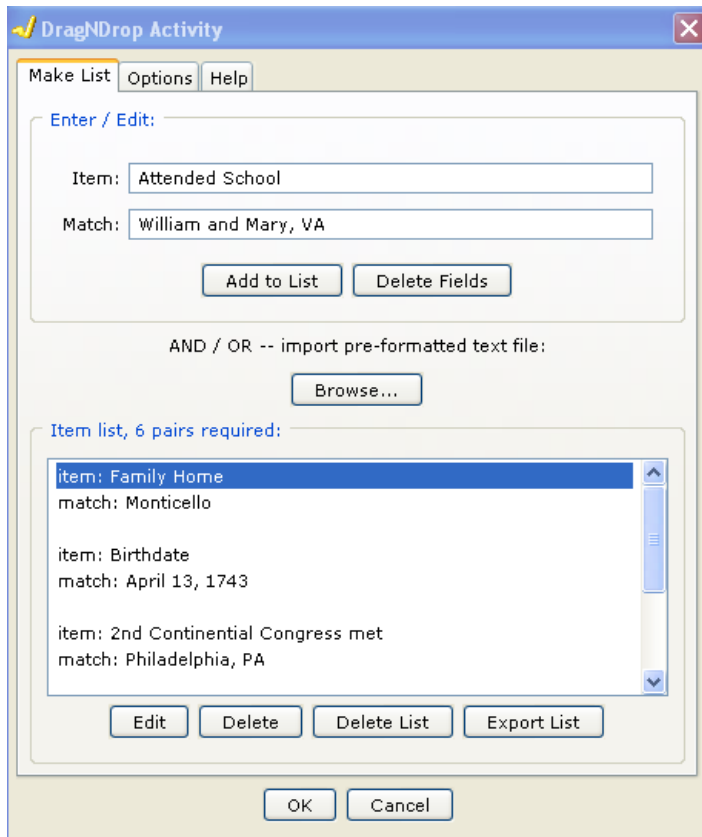 DragNDrop Activity
Make List Options Help
Enter / Edit:
Item: Attended School
Match: William and Mary, VA
Add to List Delete Fields
AND / OR -- import pre-formatted text file:
Browse...
Item list, 6 pairs required:
item: Family Home
match: Monticello
item: Birthdate
match: April 13, 1743
item: 2nd Continential Congress met
match: Philadelphia, PA
Edit Delete Delete List Export List
OK Cancel